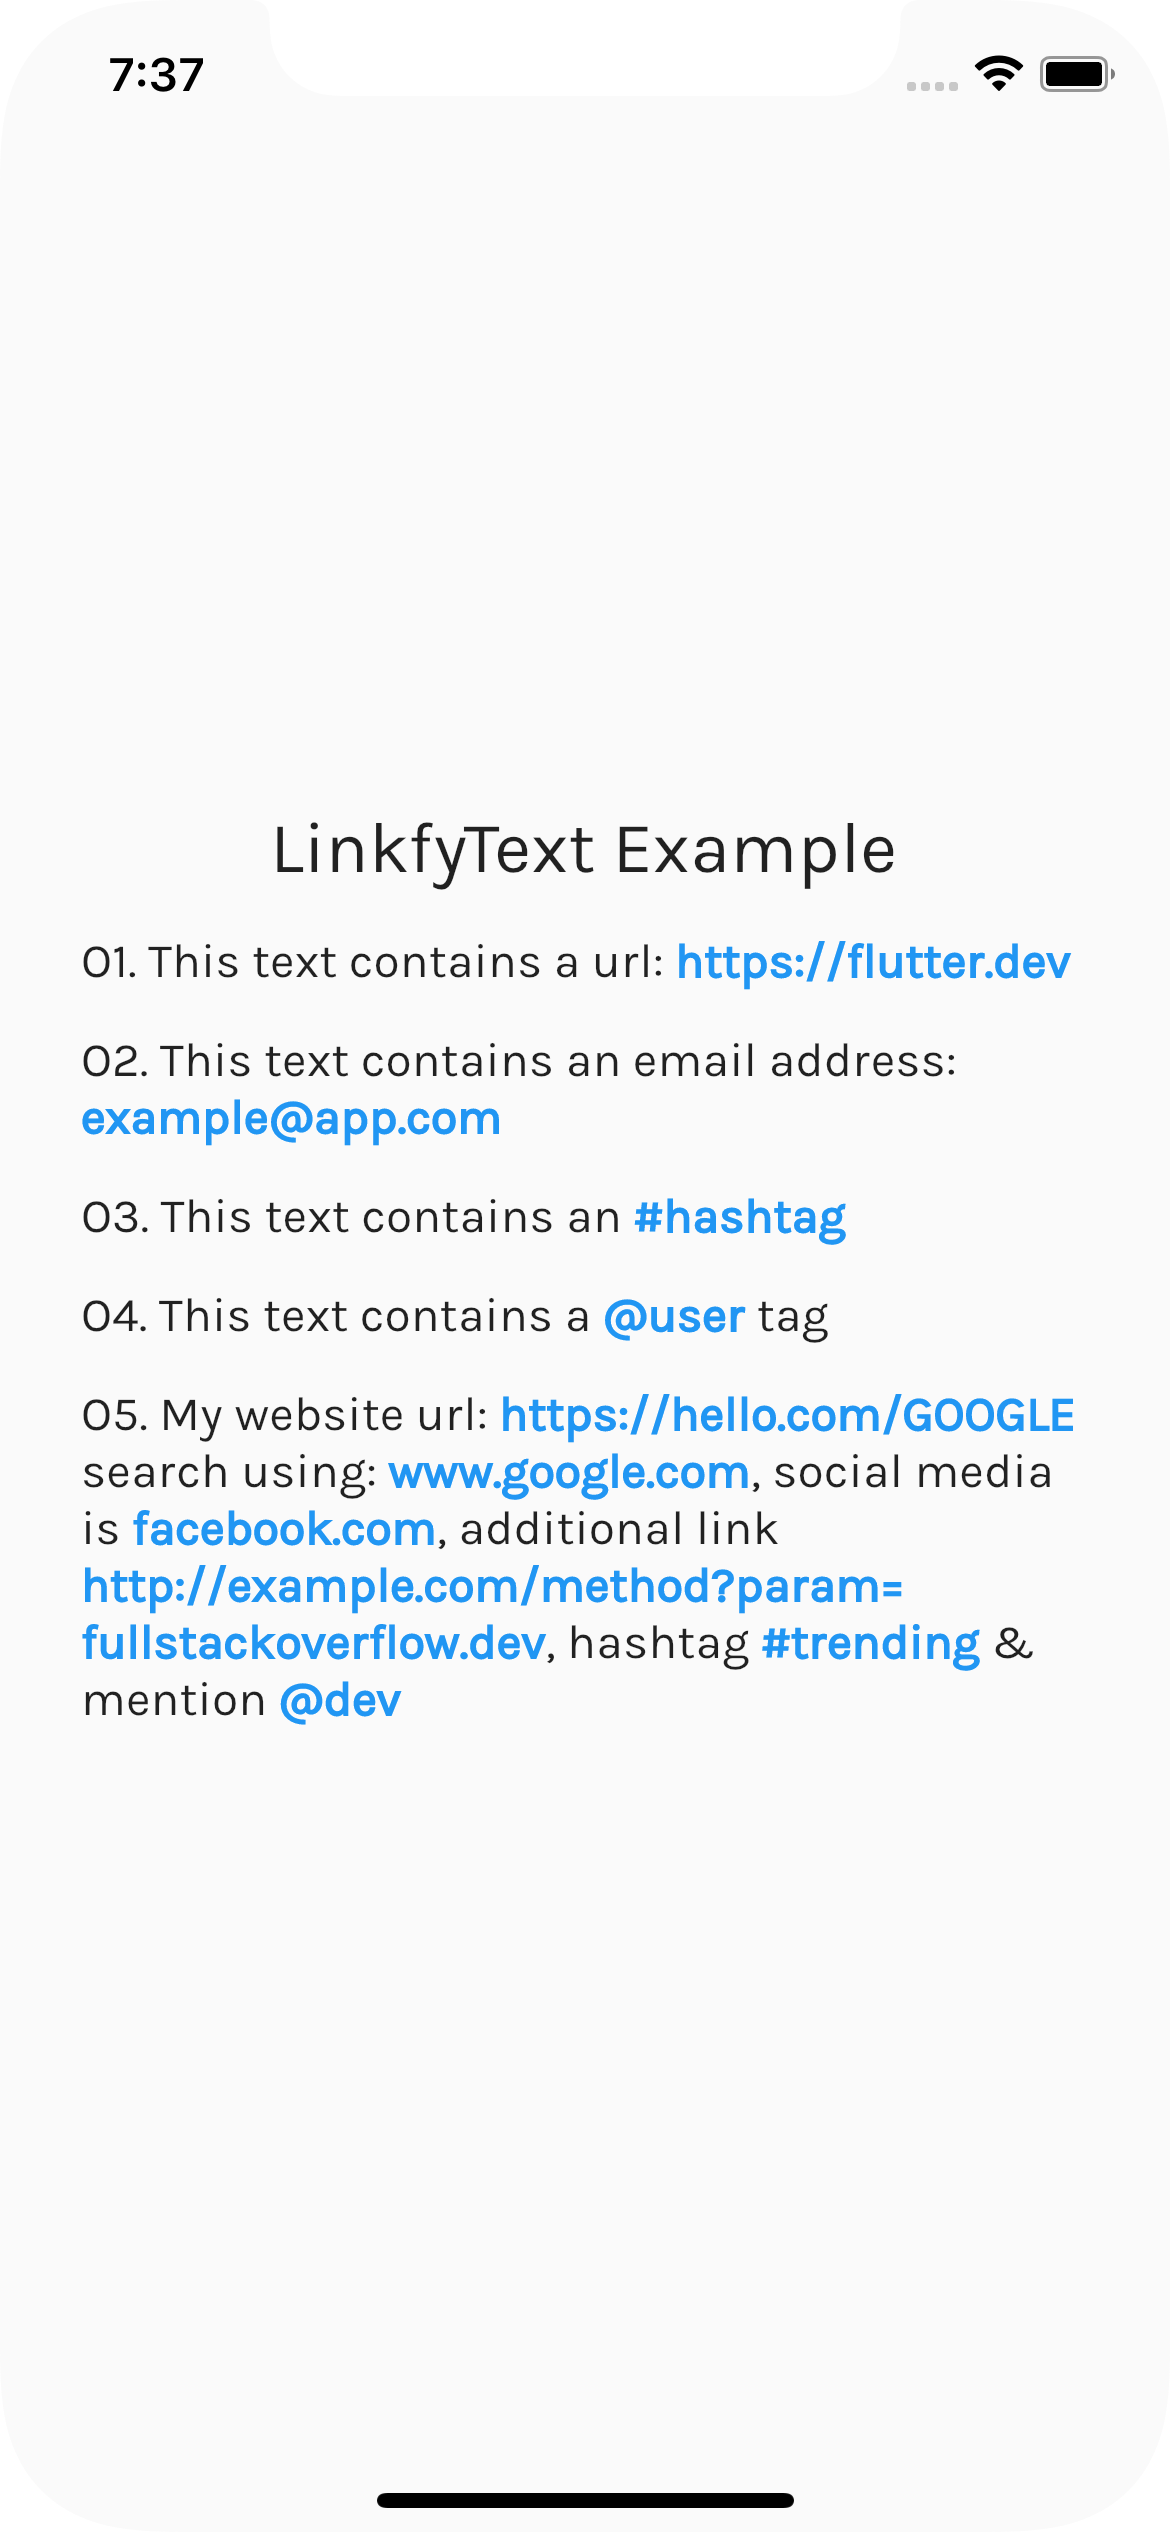 7:37
LinkfyText Example
01. This text contains a url: https://flutter.dev
02. This text contains an email address:
example@app.com
03. This text contains an #hashtag
04. This text contains a @user tag
05. My website url: https://hello.com/GOOGLE
search using: www.google.com, social media
is facebook.com, additional link
http://example.com/method?param=
fullstackoverflow.dev, hashtag #trending &
mention @dev